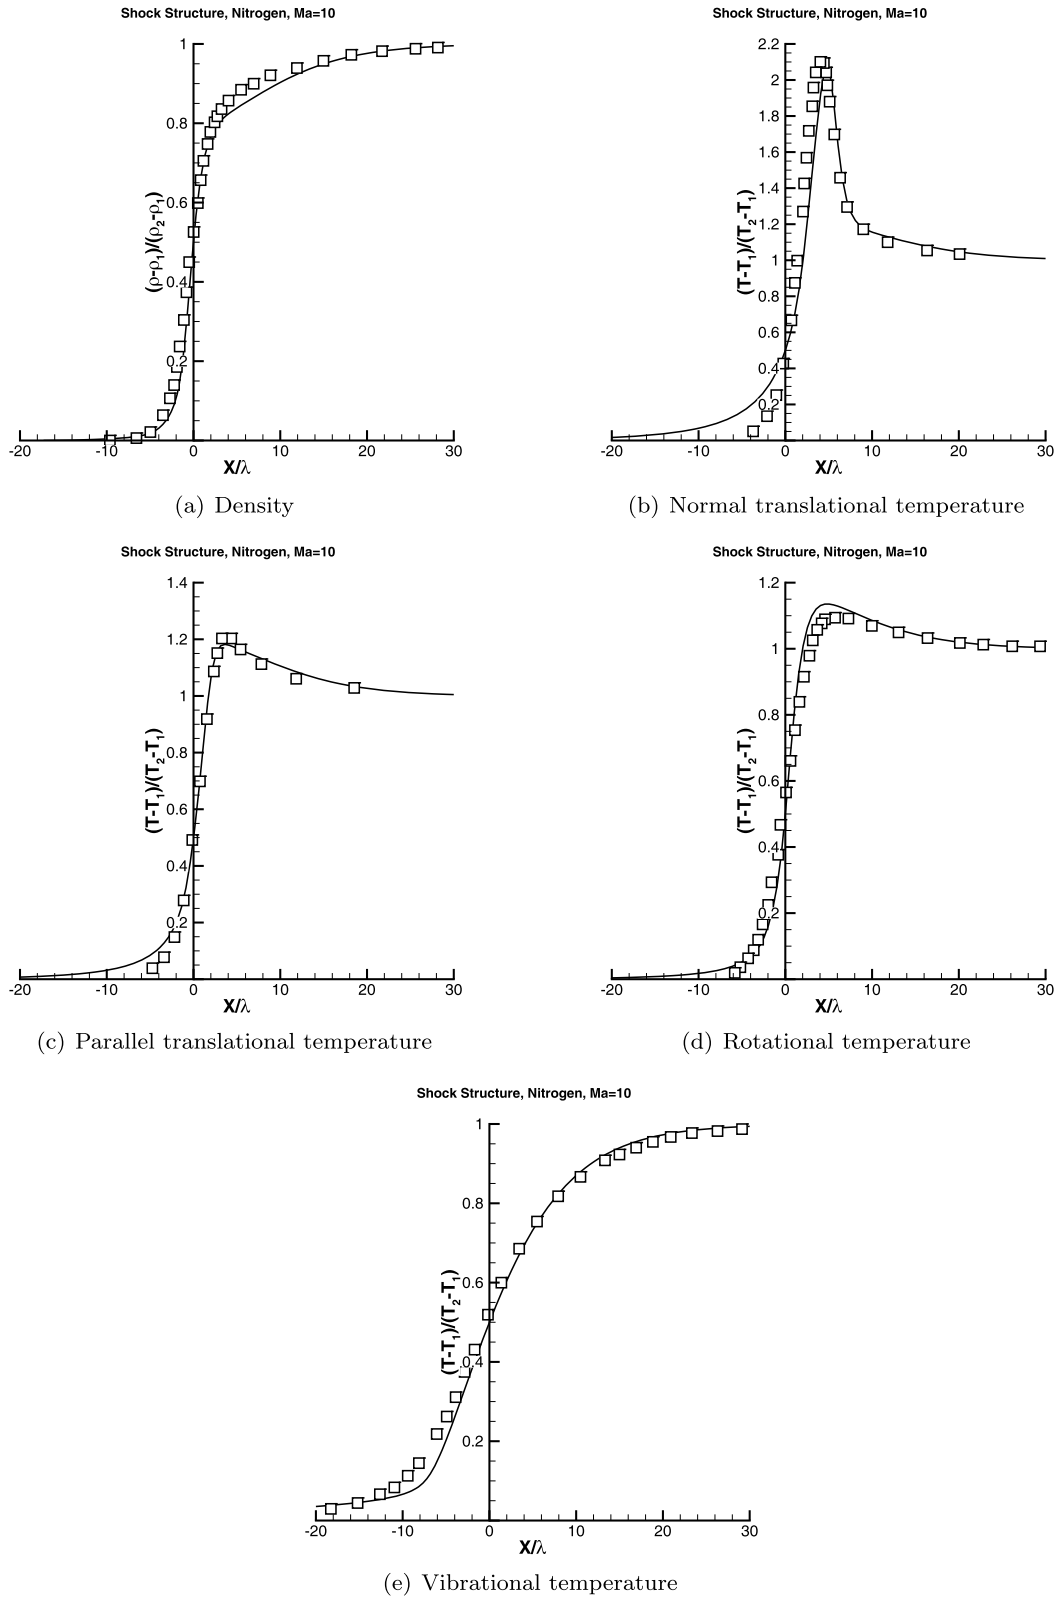 Shock Structure, Nitrogen, Ma=10
Shock Structure, Nitrogen, Ma=10
(ρ-ρ1)/(ρ2-ρ1)
1
0.8
0.6
0.4
0.2
-20 -10 0 10 20 30
X/λ
(T-T1)/(T2-T1)
2.2
2
1.8
1.6
1.4
1.2
1
0.8
0.6
0.4
0.2
-20 -10 0 10 20 30
X/λ
(a) Density
(b) Normal translational temperature
Shock Structure, Nitrogen, Ma=10
Shock Structure, Nitrogen, Ma=10
(T-T1)/(T2-T1)
1.4
1.2
1
0.8
0.6
0.4
0.2
-20 -10 0 10 20 30
X/λ
(T-T1)/(T2-T1)
1.2
1
0.8
0.6
0.4
0.2
-20 -10 0 10 20 30
X/λ
(c) Parallel translational temperature
(d) Rotational temperature
Shock Structure, Nitrogen, Ma=10
(T-T1)/(T2-T1)
1
0.8
0.6
0.4
0.2
-20 -10 0 10 20 30
X/λ
(e) Vibrational temperature